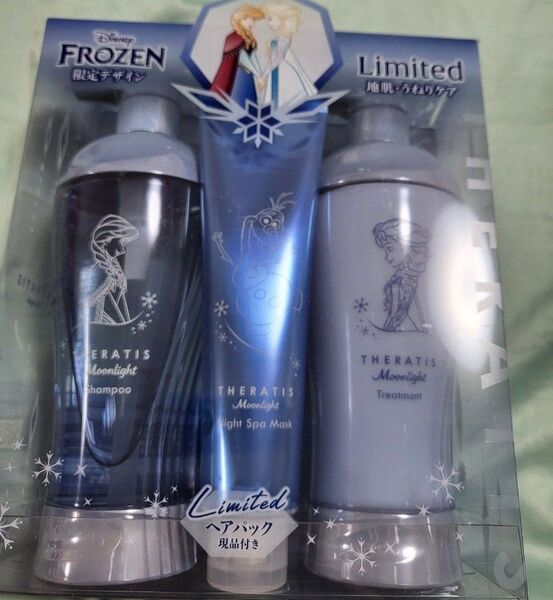 Disney
FROZEN
限定デザイン
Limited
地肌・うねりケア
THERATIS
Moonlight
Shampoo
THERATIS
Moonlight
Night Spa Mask
THERATIS
Moonlight
Treatment
Limited
ヘアパック
現品付き